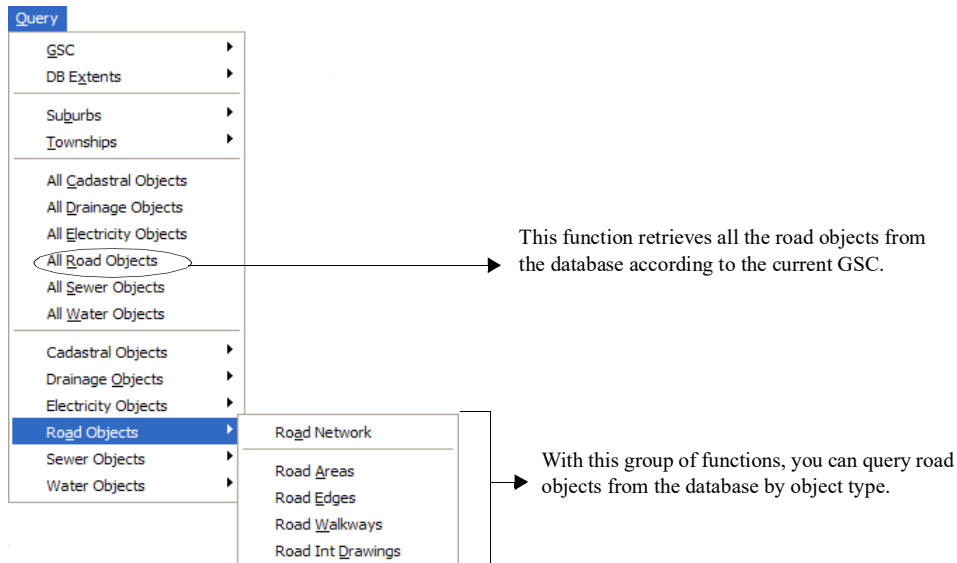 Query
GSC
DB Extents
Suburbs
Townships
All Cadastral Objects
All Drainage Objects
All Electricity Objects
All Road Objects
All Sewer Objects
All Water Objects
Cadastral Objects
Drainage Objects
Electricity Objects
Road Objects
Sewer Objects
Water Objects
Road Network
Road Areas
Road Edges
Road Walkways
Road Int Drawings
This function retrieves all the road objects from
the database according to the current GSC.
With this group of functions, you can query road
objects from the database by object type.